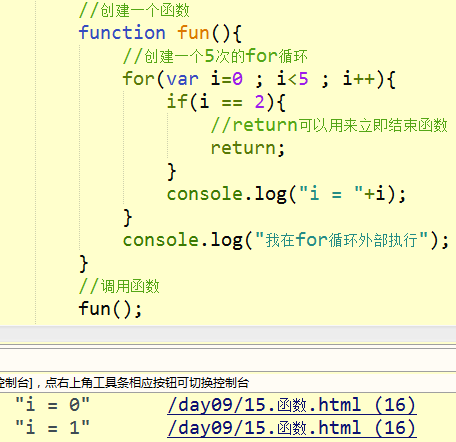 //创建一个函数
function fun(){
//创建一个5次的for循环
for(var i=0 ; i<5 ; i++){
if(i == 2){
//return可以用来立即结束函数
return;
}
console.log("i = "+i);
}
console.log("我在for循环外部执行");
}
//调用函数
fun();
控制台]，点右上角工具条相应按钮可切换控制台
"i = 0" /day09/15.函数.html (16)
"i = 1" /day09/15.函数.html (16)